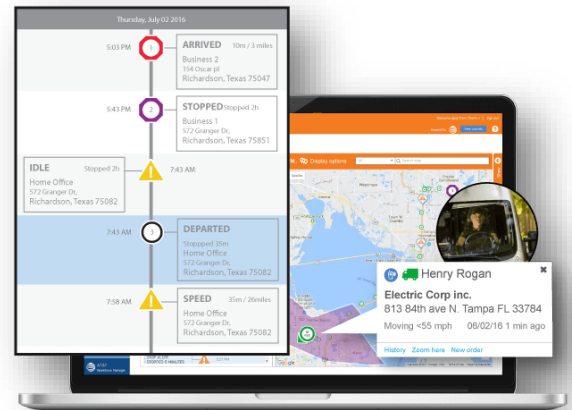 Thursday, July 02 2016
5:03 PM
1
ARRIVED 10m / 3 miles
Business 2
154 Oscar pl
Richardson, Texas 75047
5:43 PM
2
STOPPED Stopped 2h
Business 1
572 Granger Dr,
Richardson, Texas 75851
IDLE Stopped 2h
7:43 AM
Home Office
572 Granger Dr,
Richardson, Texas 75082
7:43 AM
3
DEPARTED
Stoppped 35m
Home Office
572 Granger Dr,
Richardson, Texas 75082
7:58 AM
SPEED 35m / 26miles
Home Office
572 Granger Dr,
Richardson, Texas 75082
Display options
Henry Rogan
Electric Corp inc.
813 84th ave N. Tampa FL 33784
Moving <55 mph 06/02/16 1 min ago
History Zoom here New order
AT&T